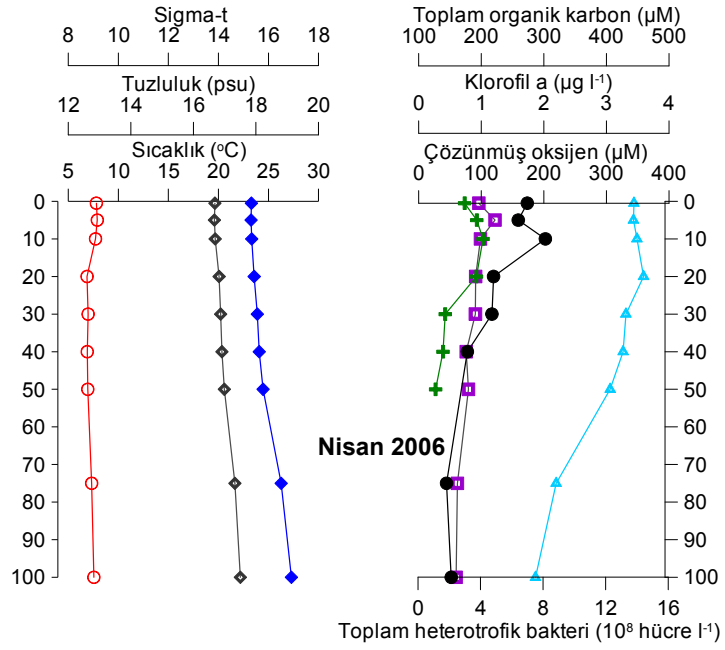 Sigma-t
8 10 12 14 16 18
Tuzluluk (psu)
12 14 16 18 20
Sıcaklık (ºC)
5 10 15 20 25 30
Toplam organik karbon (µM)
100 200 300 400 500
Klorofil a (µg l-1)
0 1 2 3 4
Çözünmüş oksijen (µM)
0 100 200 300 400
0
10
20
30
40
50
60
70
80
90
100
Nisan 2006
0
10
20
30
40
50
60
70
80
90
100
0 4 8 12 16
Toplam heterotrofik bakteri (10⁸ hücre l-1)